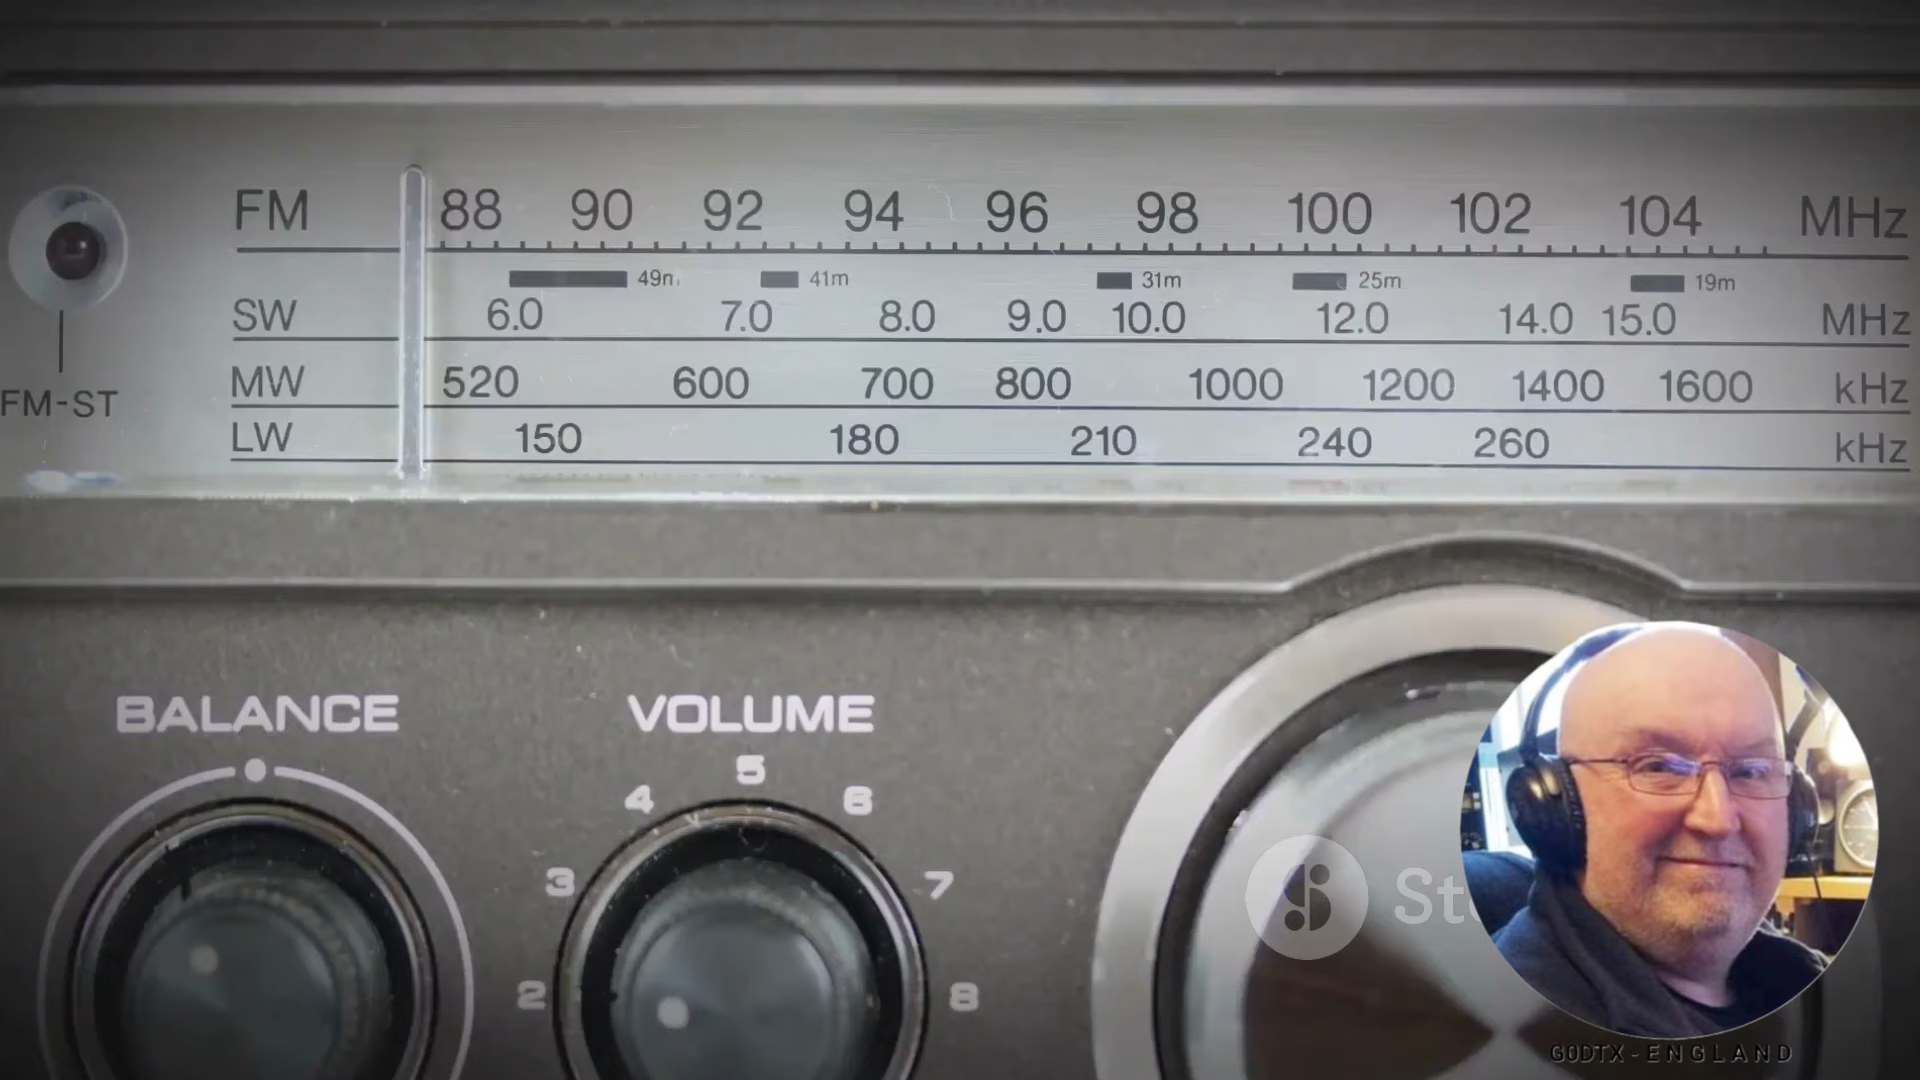 FM 88 90 92 94 96 98 100 102 104 MHz
49m 41m 31m 25m 19m
SW 6.0 7.0 8.0 9.0 10.0 12.0 14.0 15.0 MHz
MW 520 600 700 800 1000 1200 1400 1600 kHz
FM-ST
LW 150 180 210 240 260 kHz
BALANCE VOLUME
2 3 4 5 6 7 8
G0DTX-ENGLAND